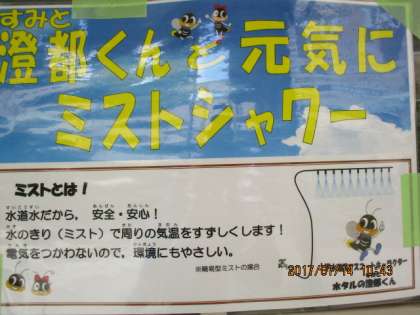 すみと
澄都くんと元気に
ミストシャワー
ミストとは！
水道水だから、安全・安心！
水のきり（ミスト）で周りの気温をすずしくします！
電気をつかわないので、環境にもやさしい。
※簡易型ミストの場合
2017/07/14 10:43
ホタルの澄都くん